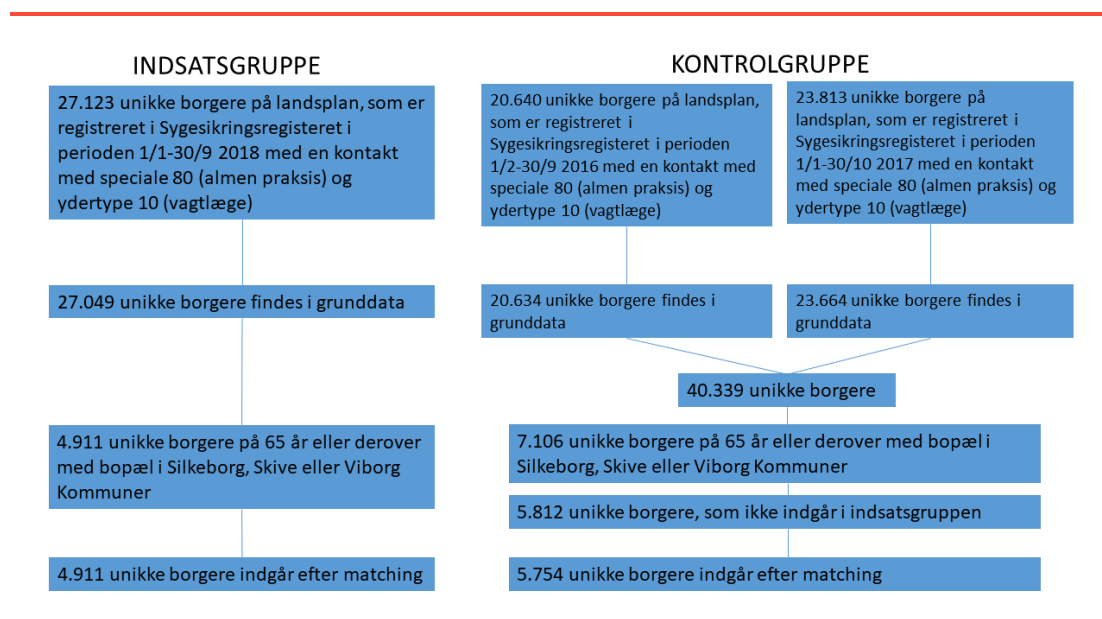 INDSATSGRUPPE
27.123 unikke borgere på landsplan, som er
registreret i Sygesikringsregisteret i
perioden 1/1-30/9 2018 med en kontakt
med speciale 80 (almen praksis) og
ydertype 10 (vagtlæge)
27.049 unikke borgere findes i grunddata
4.911 unikke borgere på 65 år eller derover
med bopæl i Silkeborg, Skive eller Viborg
Kommuner
4.911 unikke borgere indgår efter matching
KONTROLGRUPPE
20.640 unikke borgere på landsplan,
som er registreret i
Sygesikringsregisteret i perioden
1/2-30/9 2016 med en kontakt med
speciale 80 (almen praksis) og
ydertype 10 (vagtlæge)
23.813 unikke borgere på
landsplan, som er registreret i
Sygesikringsregisteret i perioden
1/1-30/10 2017 med en kontakt
med speciale 80 (almen praksis) og
ydertype 10 (vagtlæge)
20.634 unikke borgere findes i
grunddata
23.664 unikke borgere findes i
grunddata
40.339 unikke borgere
7.106 unikke borgere på 65 år eller derover med bopæl i
Silkeborg, Skive eller Viborg Kommuner
5.812 unikke borgere, som ikke indgår i indsatsgruppen
5.754 unikke borgere indgår efter matching